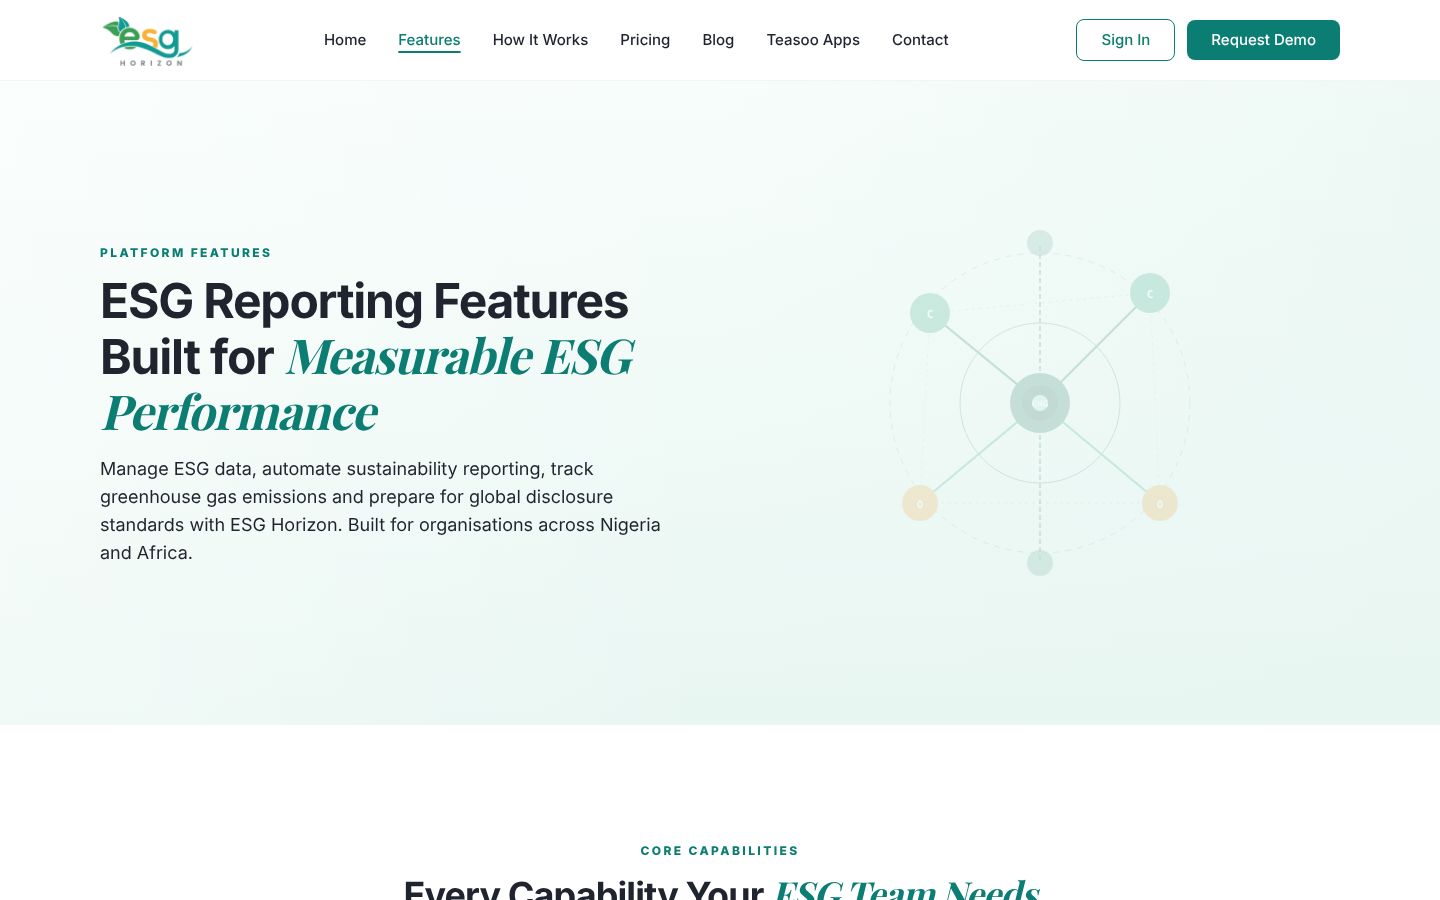 esg
HORIZON
Home
Features
How It Works
Pricing
Blog
Teasoo Apps
Contact
Sign In
Request Demo
PLATFORM FEATURES
ESG Reporting Features
Built for Measurable ESG
Performance
Manage ESG data, automate sustainability reporting, track
greenhouse gas emissions and prepare for global disclosure
standards with ESG Horizon. Built for organisations across Nigeria
and Africa.
C
C
0
0
CORE CAPABILITIES
Every Capability Your ESG Team Needs